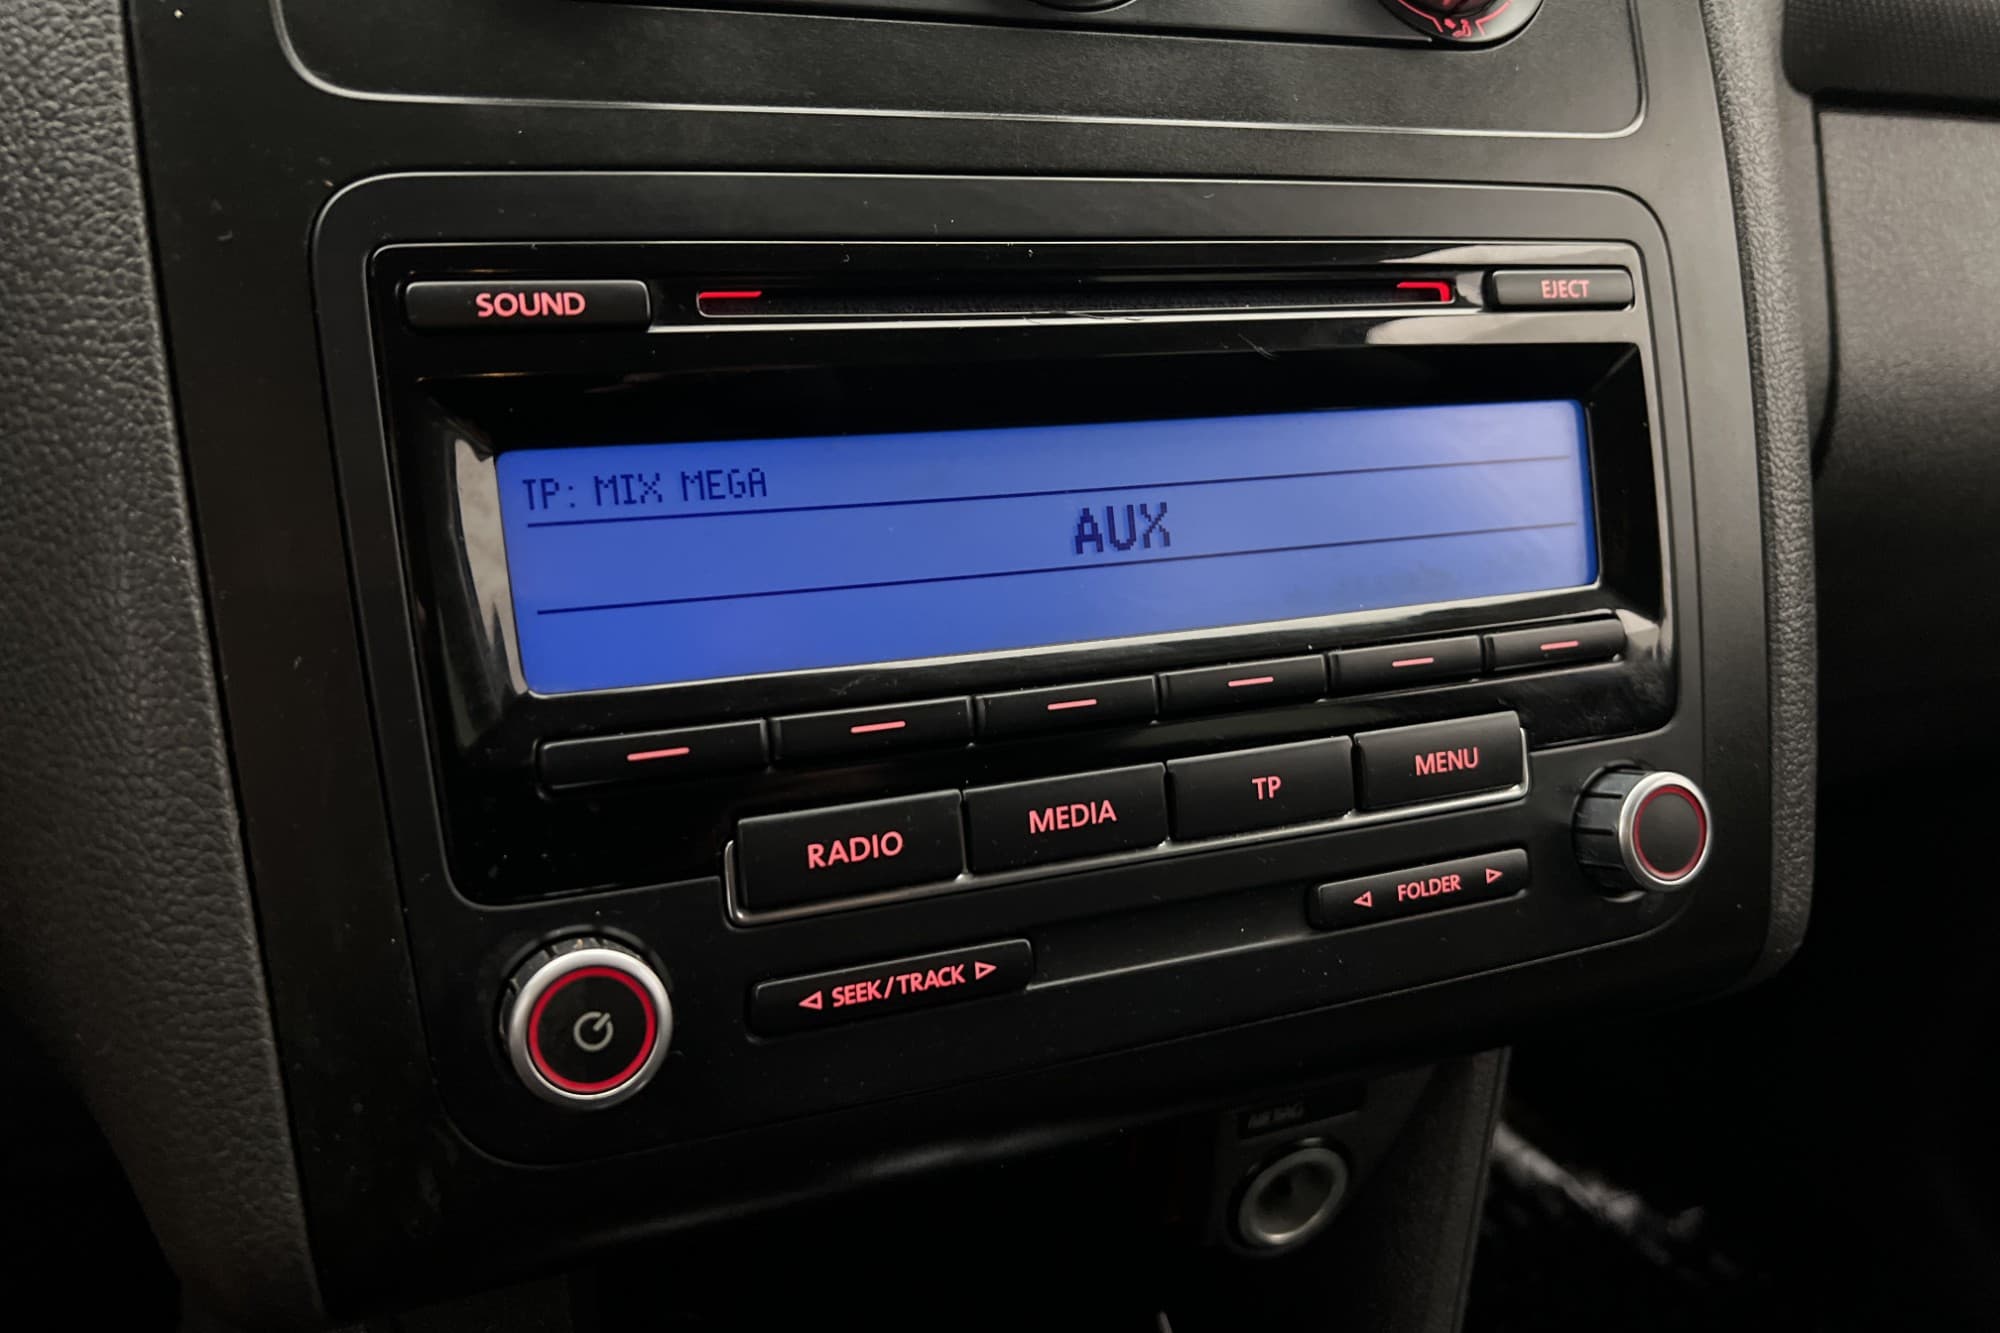 SOUND
EJECT
TP: MIX MEGA
AUX
RADIO
MEDIA
TP
MENU
FOLDER
SEEK/TRACK